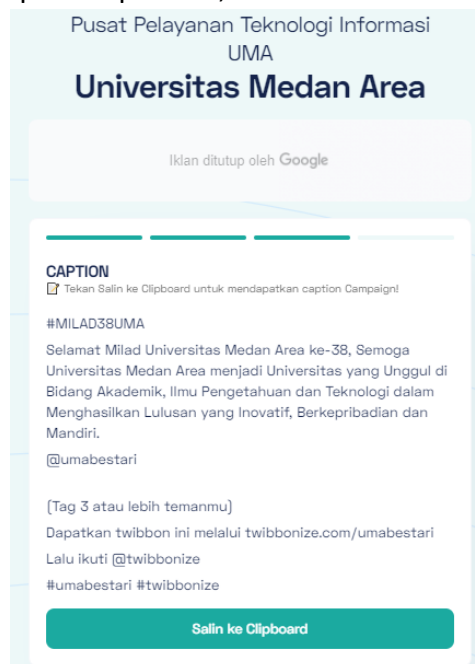 Pusat Pelayanan Teknologi Informasi
UMA
Universitas Medan Area
Iklan ditutup oleh Google
CAPTION
📝 Tekan Salin ke Clipboard untuk mendapatkan caption Campaign!
#MILAD38UMA
Selamat Milad Universitas Medan Area ke-38, Semoga
Universitas Medan Area menjadi Universitas yang Unggul di
Bidang Akademik, Ilmu Pengetahuan dan Teknologi dalam
Menghasilkan Lulusan yang Inovatif, Berkepribadian dan
Mandiri.
@umabestari
(Tag 3 atau lebih temanmu)
Dapatkan twibbon ini melalui twibbonize.com/umabestari
Lalu ikuti @twibbonize
#umabestari #twibbonize
Salin ke Clipboard